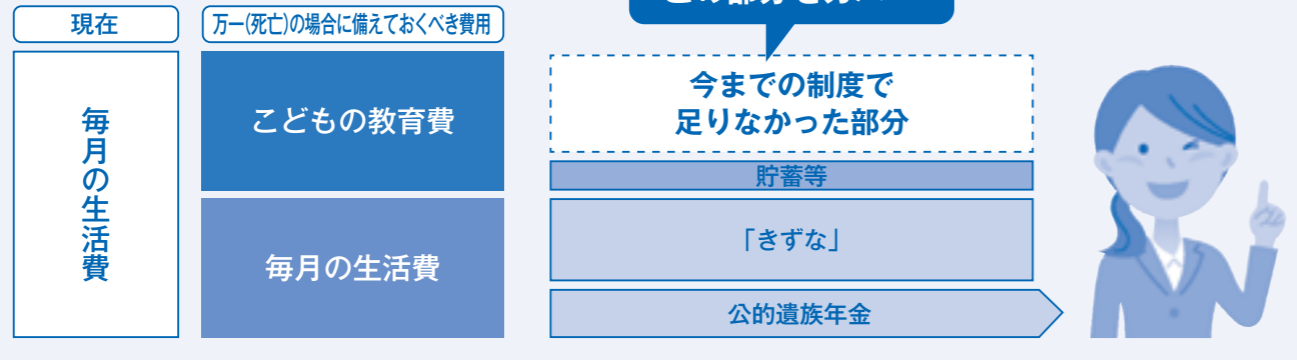 現在
万一(死亡)の場合に備えておくべき費用
毎月の生活費
こどもの教育費
毎月の生活費
今までの制度で
足りなかった部分
貯蓄等
「きずな」
公的遺族年金